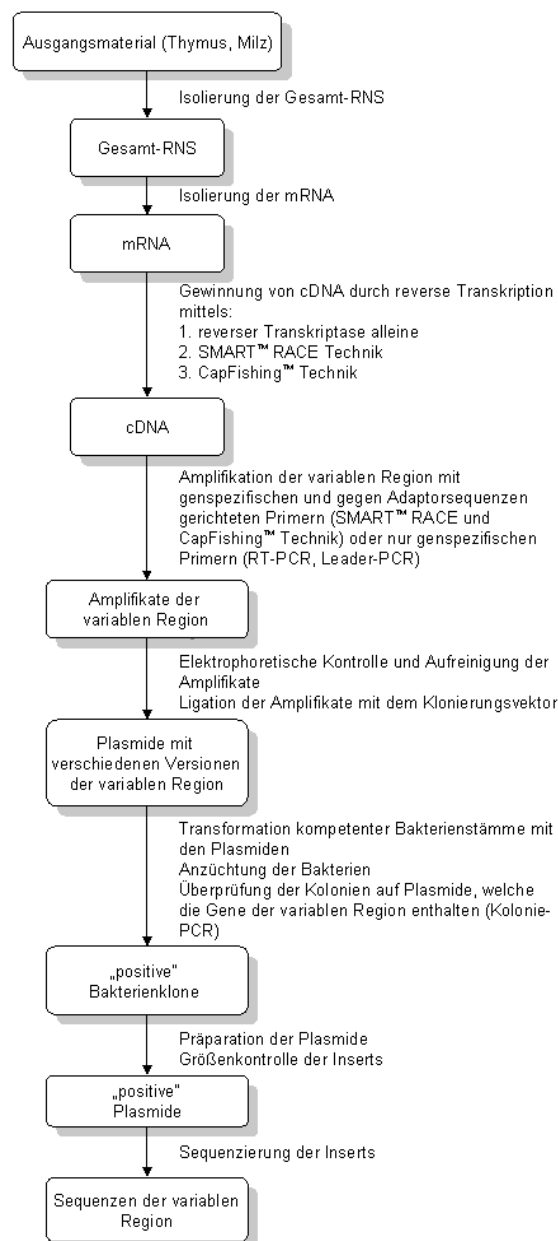 Ausgangsmaterial (Thymus, Milz)
Isolierung der Gesamt-RNS
Gesamt-RNS
Isolierung der mRNA
mRNA
Gewinnung von cDNA durch reverse Transkription
mittels:
1. reverser Transkriptase alleine
2. SMART™ RACE Technik
3. CapFishing™ Technik
cDNA
Amplifikation der variablen Region mit
genspezifischen und gegen Adaptorsequenzen
gerichteten Primern (SMART™ RACE und
CapFishing™ Technik) oder nur genspezifischen
Primern (RT-PCR, Leader-PCR)
Amplifikate der
variablen Region
Elektrophoretische Kontrolle und Aufreinigung der
Amplifikate
Ligation der Amplifikate mit dem Klonierungsvektor
Plasmide mit
verschiedenen Versionen
der variablen Region
Transformation kompetenter Bakterienstämme mit
den Plasmiden
Anzüchtung der Bakterien
Überprüfung der Kolonien auf Plasmide, welche
die Gene der variablen Region enthalten (Kolonie-
PCR)
„positive"
Bakterienklone
Präparation der Plasmide
Größenkontrolle der Inserts
„positive"
Plasmide
Sequenzierung der Inserts
Sequenzen der variablen
Region